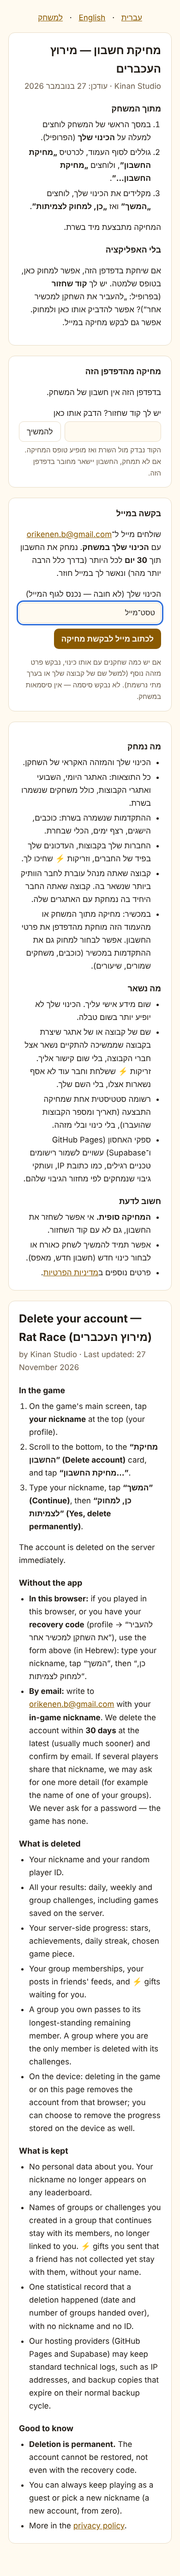 עברית · English · למשחק
מחיקת חשבון — מירוץ
העכברים
Kinan Studio · עודכן: 27 בנובמבר 2026
מתוך המשחק
1. במסך הראשי של המשחק לוחצים
למעלה על הכינוי שלך (הפרופיל).
2. גוללים לסוף העמוד, לכרטיס „מחיקת
החשבון”, ולוחצים „מחיקת
החשבון…”.
3. מקלידים את הכינוי שלך, לוחצים
„המשך” ואז „כן, למחוק לצמיתות”.
המחיקה מתבצעת מיד בשרת.
בלי האפליקציה
אם שיחקת בדפדפן הזה, אפשר למחוק כאן,
בטופס שלמטה. יש לך קוד שחזור
(בפרופיל: „להעביר את השחקן למכשיר
אחר”)? אפשר להדביק אותו כאן ולמחוק.
אפשר גם לבקש מחיקה במייל.
מחיקה מהדפדפן הזה
בדפדפן הזה אין חשבון של המשחק.
יש לך קוד שחזור? הדבק אותו כאן
להמשיך
הקוד נבדק מול השרת ואז מופיע טופס המחיקה.
אם לא תמחק, החשבון יישאר מחובר בדפדפן
הזה.
בקשה במייל
שולחים מייל ל־orikenen.b@gmail.com
עם הכינוי שלך במשחק. נמחק את החשבון
תוך 30 יום לכל היותר (בדרך כלל הרבה
יותר מהר) ונאשר לך במייל חוזר.
הכינוי שלך (לא חובה — נכנס לגוף המייל)
טסט־מייל
לכתוב מייל לבקשת מחיקה
אם יש כמה שחקנים עם אותו כינוי, נבקש פרט
מזהה נוסף (למשל שם של קבוצה שלך או בערך
מתי נרשמת). לא נבקש סיסמה — אין סיסמאות
במשחק.
מה נמחק
• הכינוי שלך והמזהה האקראי של השחקן.
• כל התוצאות: האתגר היומי, השבועי
ואתגרי הקבוצות, כולל משחקים שנשמרו
בשרת.
• ההתקדמות שנשמרה בשרת: כוכבים,
הישגים, רצף ימים, הכלי שבחרת.
• החברות שלך בקבוצות, העדכונים שלך
בפיד של החברים, וזריקות ⚡ שחיכו לך.
• קבוצה שאתה מנהל עוברת לחבר הוותיק
ביותר שנשאר בה. קבוצה שאתה החבר
היחיד בה נמחקת עם האתגרים שלה.
• במכשיר: מחיקה מתוך המשחק או
מהעמוד הזה מוחקת מהדפדפן את פרטי
החשבון. אפשר לבחור למחוק גם את
ההתקדמות במכשיר (כוכבים, משחקים
שמורים, שיעורים).
מה נשאר
• שום מידע אישי עליך. הכינוי שלך לא
יופיע יותר בשום טבלה.
• שם של קבוצה או של אתגר שיצרת
בקבוצה שממשיכה להתקיים נשאר אצל
חברי הקבוצה, בלי שום קישור אליך.
זריקות ⚡ ששלחת וחבר עוד לא אסף
נשארות אצלו, בלי השם שלך.
• רשומה סטטיסטית אחת שמחיקה
התבצעה (תאריך ומספר הקבוצות
שהועברו), בלי כינוי ובלי מזהה.
• ספקי האחסון (GitHub Pages
ו־Supabase) עשויים לשמור רישומים
טכניים רגילים, כמו כתובת IP, ועותקי
גיבוי שנמחקים לפי מחזור הגיבוי שלהם.
חשוב לדעת
• המחיקה סופית. אי אפשר לשחזר את
החשבון, גם לא עם קוד השחזור.
• אפשר תמיד להמשיך לשחק כאורח או
לבחור כינוי חדש (חשבון חדש, מאפס).
• פרטים נוספים במדיניות הפרטיות.
Delete your account —
Rat Race (מירוץ העכברים)
by Kinan Studio · Last updated: 27
November 2026
In the game
1. On the game's main screen, tap
your nickname at the top (your
profile).
2. Scroll to the bottom, to the “מחיקת
החשבון” (Delete account) card,
and tap “מחיקת החשבון…”.
3. Type your nickname, tap “המשך”
(Continue), then “כן, למחוק
לצמיתות” (Yes, delete
permanently).
The account is deleted on the server
immediately.
Without the app
• In this browser: if you played in
this browser, or you have your
recovery code (profile → “להעביר
את השחקן למכשיר אחר”), use the
form above (in Hebrew): type your
nickname, tap “המשך”, then “כן,
למחוק לצמיתות”.
• By email: write to
orikenen.b@gmail.com with your
in-game nickname. We delete the
account within 30 days at the
latest (usually much sooner) and
confirm by email. If several players
share that nickname, we may ask
for one more detail (for example
the name of one of your groups).
We never ask for a password — the
game has none.
What is deleted
• Your nickname and your random
player ID.
• All your results: daily, weekly and
group challenges, including games
saved on the server.
• Your server-side progress: stars,
achievements, daily streak, chosen
game piece.
• Your group memberships, your
posts in friends' feeds, and ⚡ gifts
waiting for you.
• A group you own passes to its
longest-standing remaining
member. A group where you are
the only member is deleted with its
challenges.
• On the device: deleting in the game
or on this page removes the
account from that browser; you
can choose to remove the progress
stored on the device as well.
What is kept
• No personal data about you. Your
nickname no longer appears on
any leaderboard.
• Names of groups or challenges you
created in a group that continues
stay with its members, no longer
linked to you. ⚡ gifts you sent that
a friend has not collected yet stay
with them, without your name.
• One statistical record that a
deletion happened (date and
number of groups handed over),
with no nickname and no ID.
• Our hosting providers (GitHub
Pages and Supabase) may keep
standard technical logs, such as IP
addresses, and backup copies that
expire on their normal backup
cycle.
Good to know
• Deletion is permanent. The
account cannot be restored, not
even with the recovery code.
• You can always keep playing as a
guest or pick a new nickname (a
new account, from zero).
• More in the privacy policy.